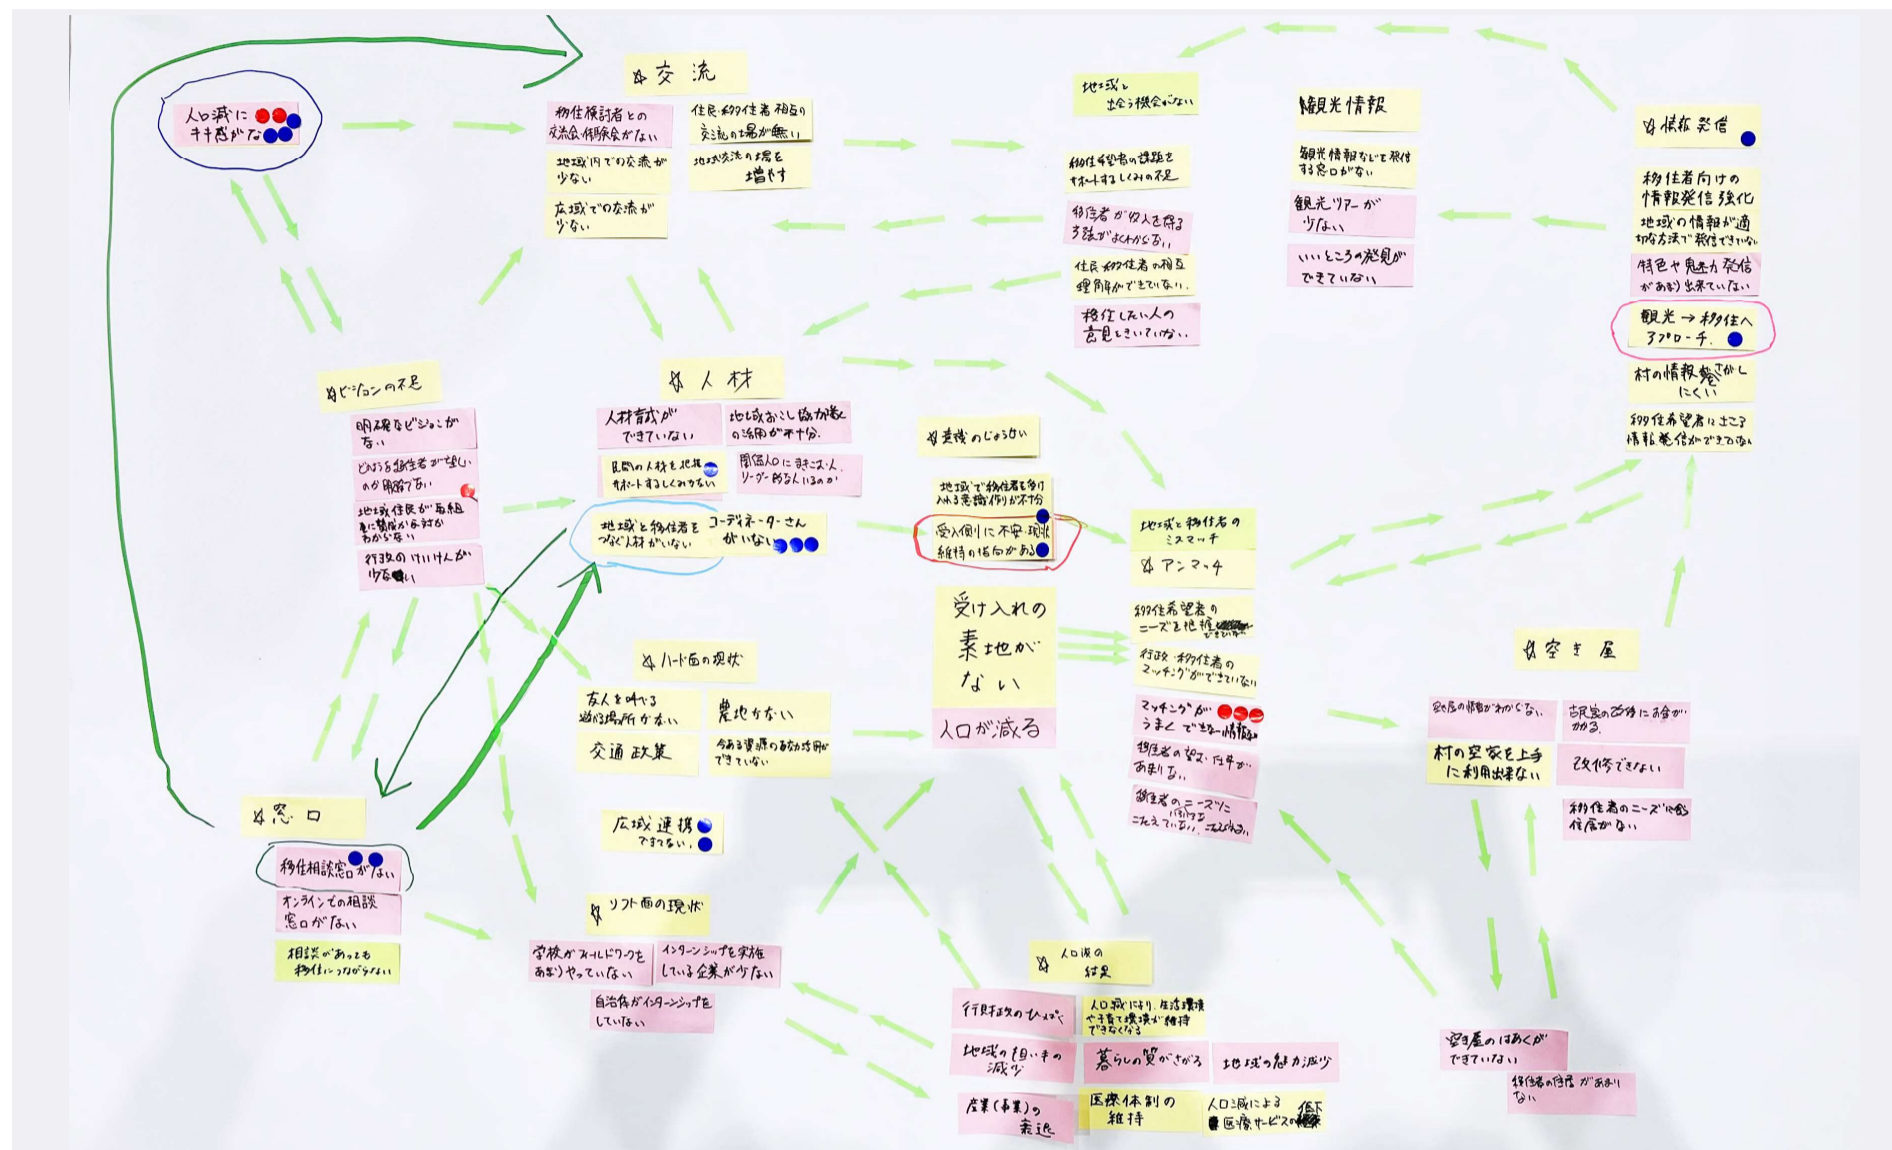 人口減に
キキ感がな
☆交流
移住検討者との
交流会・体験会がない
住民・移住者 相互の
交流の場が無い
地域内での交流が
少ない
地域交流の場を
増やす
広域での交流が
少ない
地域と
出会う機会がない
移住希望者の課題を
サポートするしくみの不足
移住者が収入を得る
方法がよくわからない
住民・移住者の相互
理解ができていない.
移住したい人の
意見をきいていない.
観光情報
観光情報などを発信
する窓口がない
観光ツアーが
少ない
いいところの発見が
できていない
☆情報発信
移住者向けの
情報発信強化
地域の情報が適
切な方法で発信できていない
特色や魅力発信
があまり出来ていない
観光→移住へ
アプローチ.
村の情報がさがし
にくい
移住希望者にささる
情報発信ができてない
☆ビジョンの不足
明確なビジョンが
ない
どのような移住者が望しい
のか明確でない
地域住民が
わからない
行政のけいけんが
少ない
☆人材
人材育成が
できていない
地域おこし協力隊
の活用が不十分.
民間の人材を把握
サポートするしくみがない
関係人口にまきこむ人.
リーダー的な人いるのか
地域と移住者を
つなぐ人材がいない
コーディネーターさん
がいない
☆意識のじょうせい
地域で移住者を受け
入れる意識作りが不十分
受入側に不安・現状
維持の傾向がある
受け入れの
素地が
ない
人口が減る
地域と移住者の
ミスマッチ
☆アンマッチ
移住希望者の
ニーズを把握できていない
行政・移住者の
マッチングができていない
マッチングが
うまくできない
移住者の望む仕事が
あまりない
移住者のニーズに
こたえていない.
☆空き屋
空屋の情報がわからない
古民家の改修にお金が
かかる.
村の空家を上手
に利用出来ない
改修できない
移住者のニーズに合う
住居がない
空き屋のはあくが
できていない
移住者の住居があまり
ない
☆ハード面の現状
友人を呼べる
遊べる場所がない
農地がない
交通政策
今ある資源の有効活用が
できていない
広域連携
できてない.
☆ソフト面の現状
学校がフィールドワークを
あまりやっていない
インターンシップを実施
している企業が少ない
自治体がインターンシップを
していない
☆窓口
移住相談窓口がない
オンラインでの相談
窓口がない
相談があっても
移住につながらない
☆人口減の
結果
行財政のひっぱく
人口減により、生活環境
や子育て環境が維持
できなくなる
地域の担い手の
減少
暮らしの質がさがる
地域の魅力減少
産業(事業)の
衰退
医療体制の
維持
人口減による
医療サービスの低下